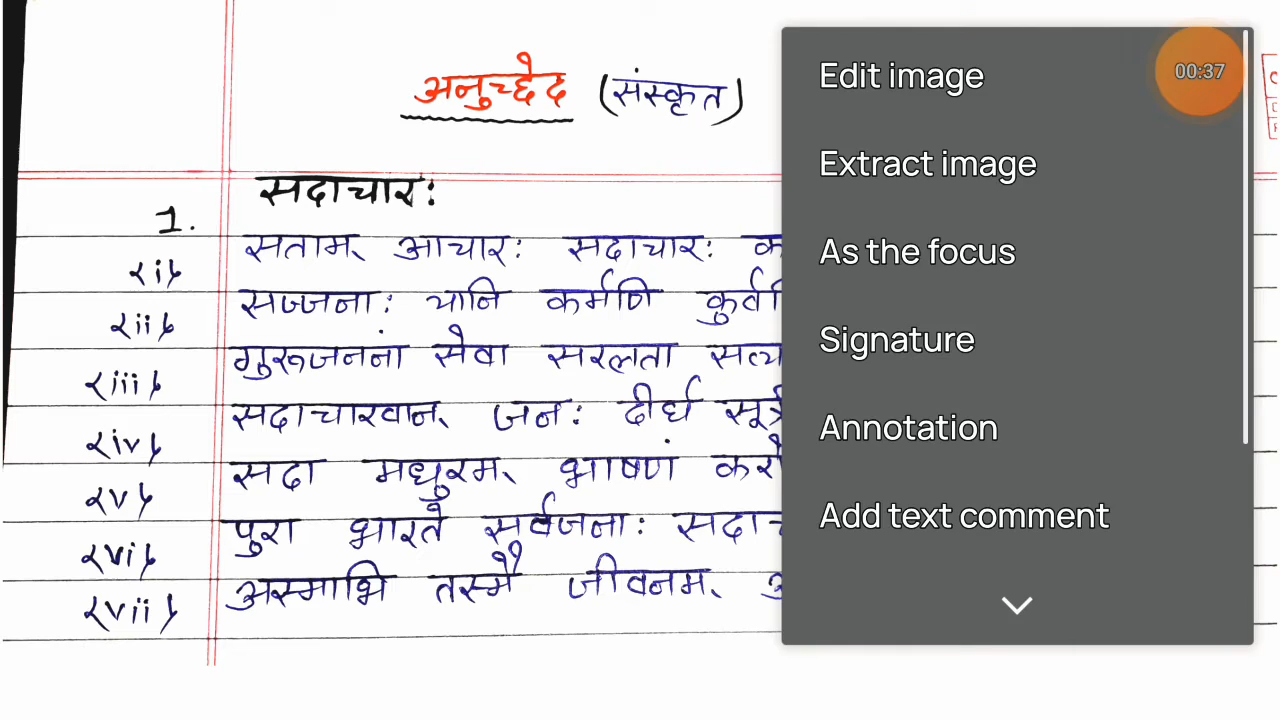 अनुच्छेद (संस्कृत)
1. सदाचार:
(i) सताम् आचार: सदाचार:
(ii) सज्जना: यानि कर्मणि
(iii) गुरूजननां सेवा सरलता
(iv) सदाचारवान् जन: दीर्घ
(v) सदा मधुरम् भाषणं
(vi) पुरा भारते सर्वजना:
(vii) अस्माभि तस्मै जीवनम्
00:37
Edit image
Extract image
As the focus
Signature
Annotation
Add text comment